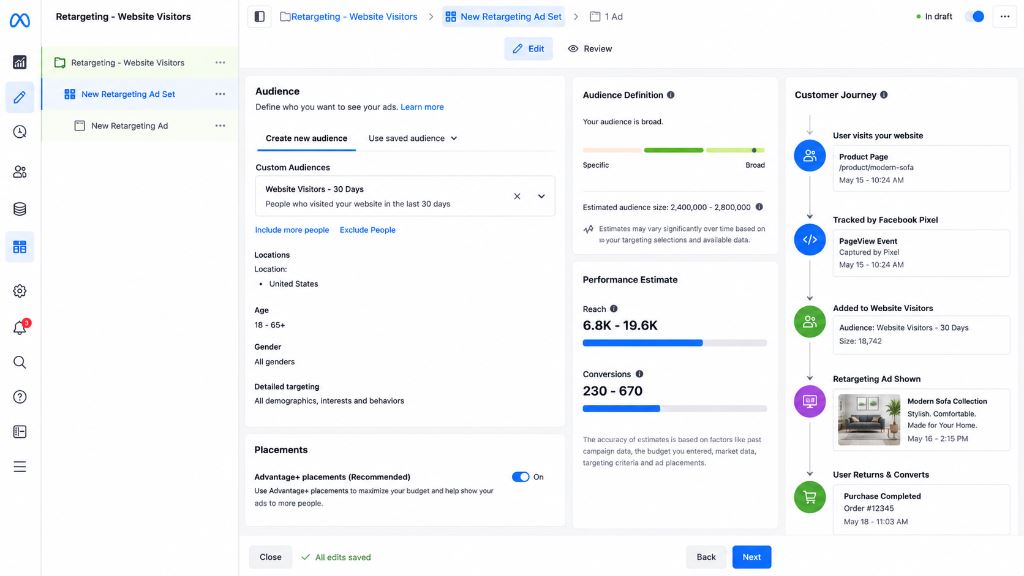 Retargeting - Website Visitors
Retargeting - Website Visitors
New Retargeting Ad Set
New Retargeting Ad
3
Retargeting - Website Visitors > New Retargeting Ad Set > 1 Ad
In draft
Edit
Review
Audience
Define who you want to see your ads. Learn more
Create new audience
Use saved audience
Custom Audiences
Website Visitors - 30 Days
People who visited your website in the last 30 days
Include more people
Exclude People
Locations
Location:
• United States
Age
18 - 65+
Gender
All genders
Detailed targeting
All demographics, interests and behaviors
Placements
Advantage+ placements (Recommended)
On
Use Advantage+ placements to maximize your budget and help show your
ads to more people.
Audience Definition
Your audience is broad.
Specific
Broad
Estimated audience size: 2,400,000 - 2,800,000
Estimates may vary significantly over time based on
your targeting selections and available data.
Performance Estimate
Reach
6.8K - 19.6K
Conversions
230 - 670
The accuracy of estimates is based on factors like past
campaign data, the budget you entered, market data,
targeting criteria and ad placements.
Customer Journey
User visits your website
Product Page
/product/modern-sofa
May 15 - 10:24 AM
Tracked by Facebook Pixel
PageView Event
Captured by Pixel
May 15 - 10:24 AM
Added to Website Visitors
Audience: Website Visitors - 30 Days
Size: 18,742
Retargeting Ad Shown
Modern Sofa Collection
Stylish. Comfortable.
Made for Your Home.
May 16 - 2:15 PM
User Returns & Converts
Purchase Completed
Order #12345
May 18 - 11:03 AM
Close
All edits saved
Back
Next